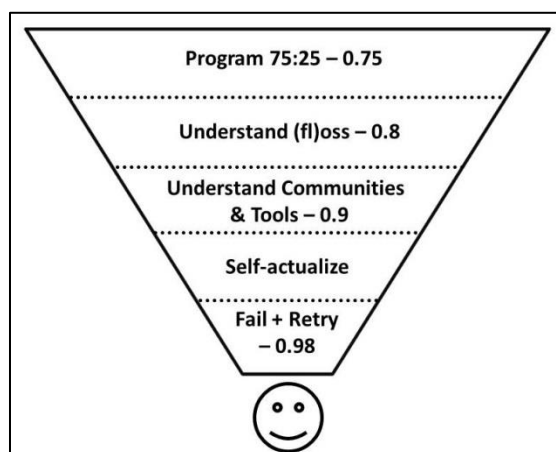 Program 75:25 – 0.75
Understand (fl)oss – 0.8
Understand Communities
& Tools – 0.9
Self-actualize
Fail + Retry
– 0.98